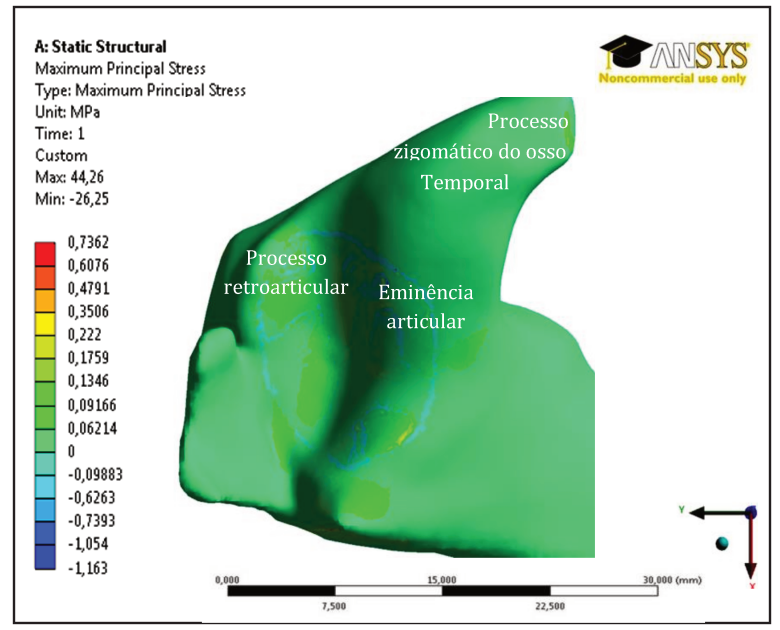 A: Static Structural
Maximum Principal Stress
Type: Maximum Principal Stress
Unit: MPa
Time: 1
Custom
Max: 44,26
Min: -26,25
ANSYS
Noncommercial use only
Processo
zigomático do osso
Temporal
Processo
retroarticular
Eminência
articular
0,7362
0,6076
0,4791
0,3506
0,222
0,1759
0,1346
0,09166
0,06214
0
-0,09883
-0,6263
-0,7393
-1,054
-1,163
Y
X
0,000 15,000 30,000 (mm)
7,500 22,500